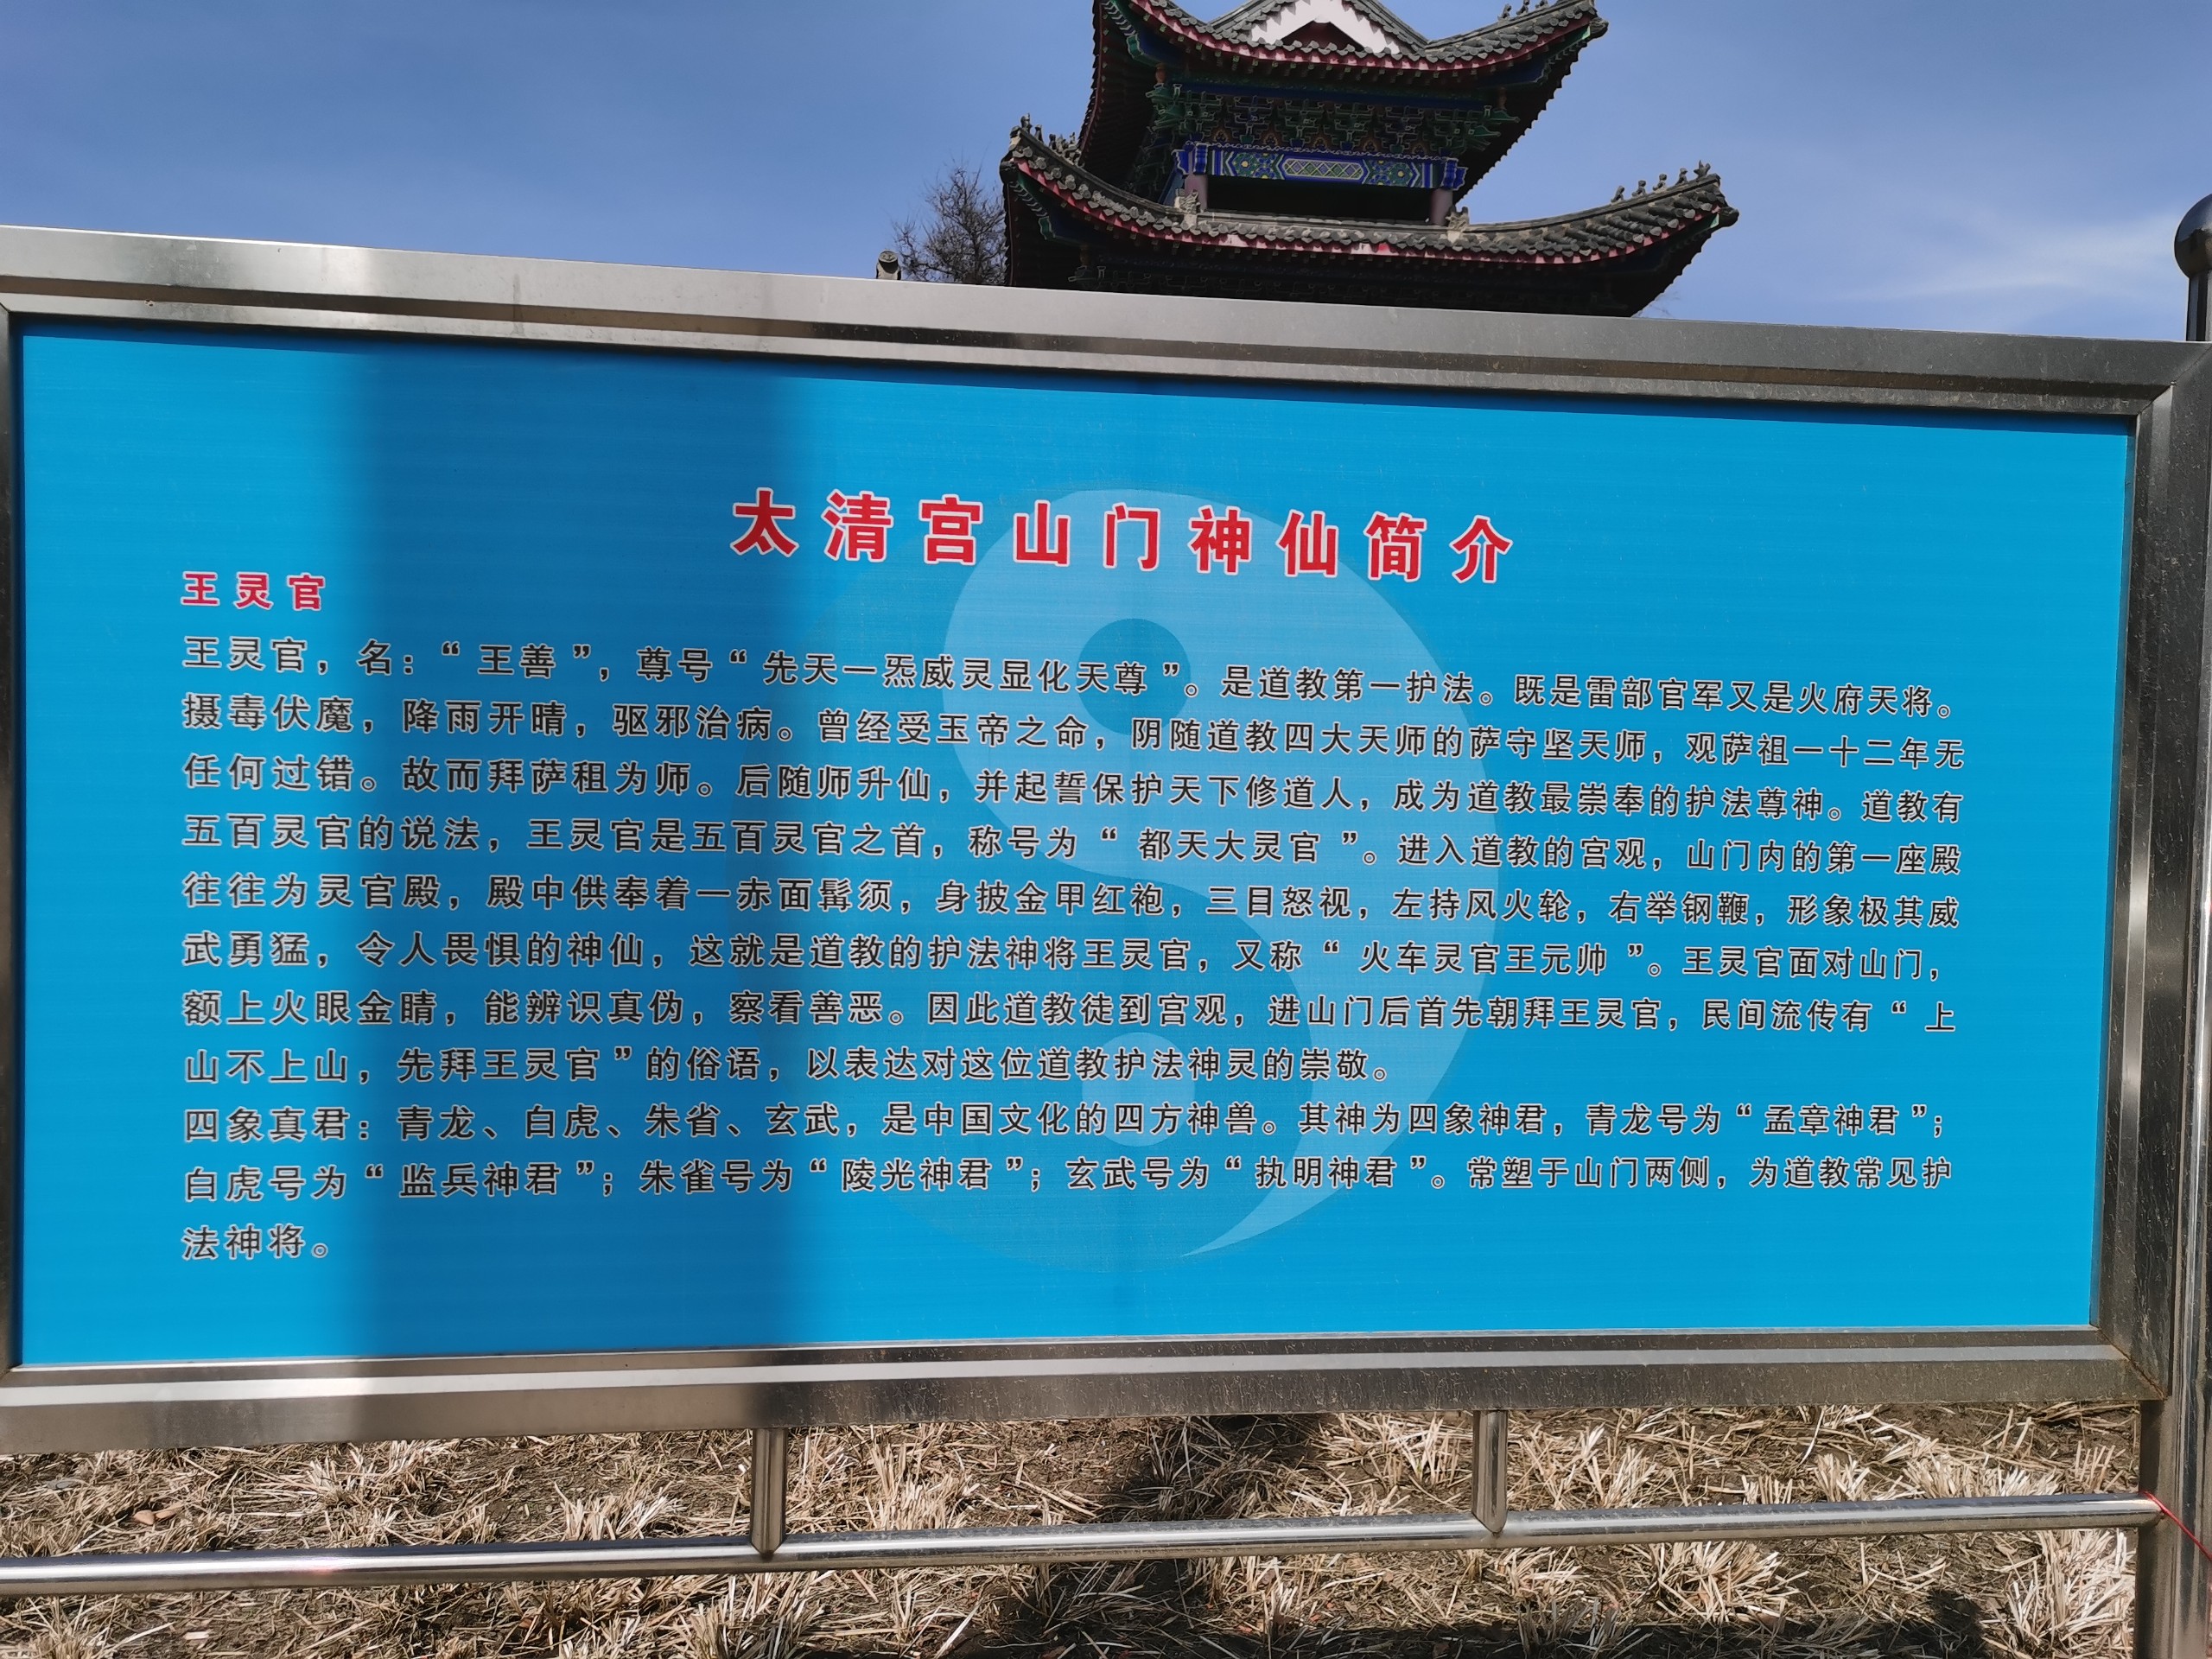 太清宫山门神仙简介
王灵官
王灵官，名：“王善”，尊号“先天一炁威灵显化天尊”。是道教第一护法。既是雷部官军又是火府天将。
摄毒伏魔，降雨开晴，驱邪治病。曾经受玉帝之命，阴随道教四大天师的萨守坚天师，观萨祖一十二年无
任何过错。故而拜萨租为师。后随师升仙，并起誓保护天下修道人，成为道教最崇奉的护法尊神。道教有
五百灵官的说法，王灵官是五百灵官之首，称号为“都天大灵官”。进入道教的宫观，山门内的第一座殿
往往为灵官殿，殿中供奉着一赤面髯须，身披金甲红袍，三目怒视，左持风火轮，右举钢鞭，形象极其威
武勇猛，令人畏惧的神仙，这就是道教的护法神将王灵官，又称“火车灵官王元帅”。王灵官面对山门，
额上火眼金睛，能辨识真伪，察看善恶。因此道教徒到宫观，进山门后首先朝拜王灵官，民间流传有“上
山不上山，先拜王灵官”的俗语，以表达对这位道教护法神灵的崇敬。
四象真君：青龙、白虎、朱省、玄武，是中国文化的四方神兽。其神为四象神君，青龙号为“孟章神君”；
白虎号为“监兵神君”；朱雀号为“陵光神君”；玄武号为“执明神君”。常塑于山门两侧，为道教常见护
法神将。